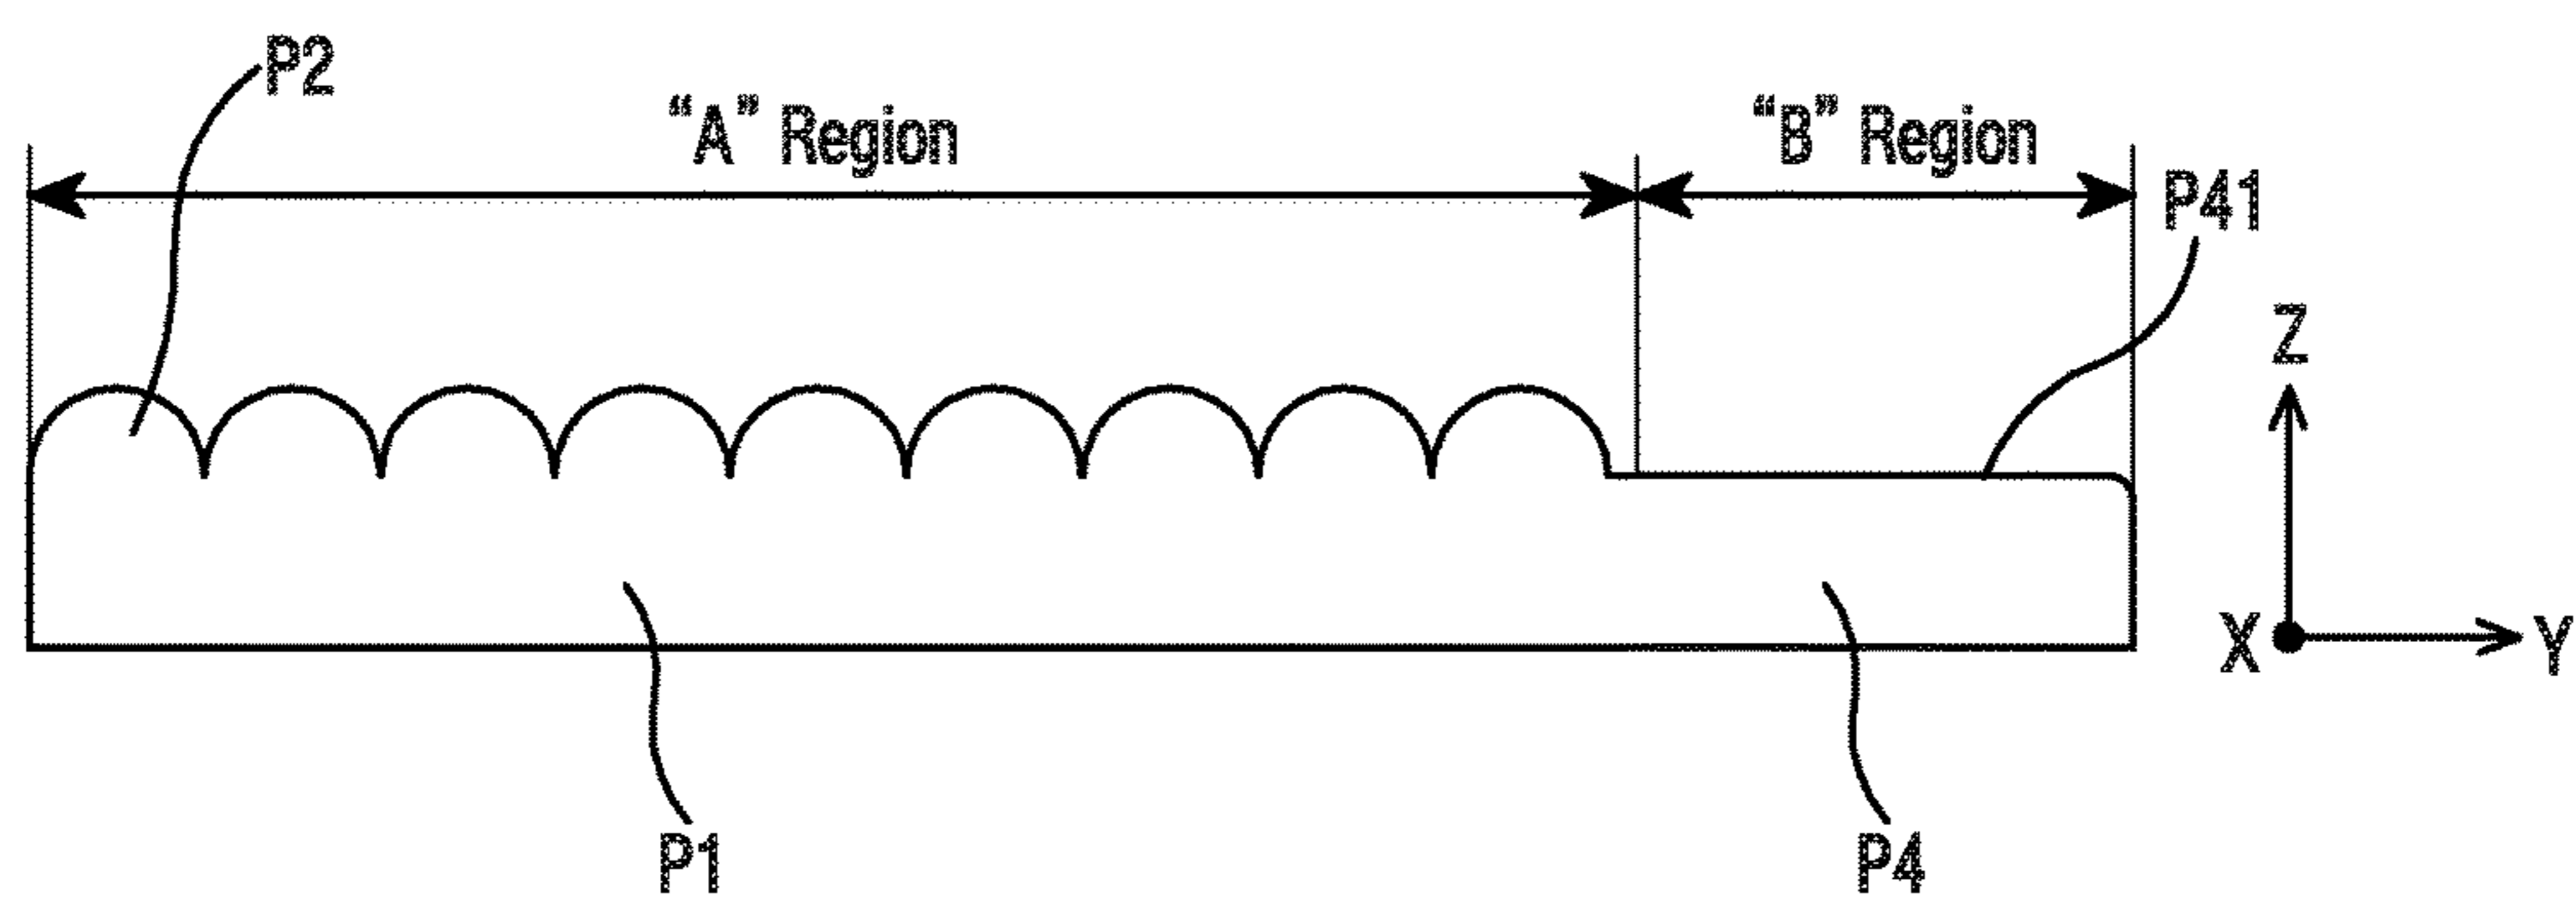 P2
“A” Region
“B” Region
P41
Z
X
Y
P1
P4